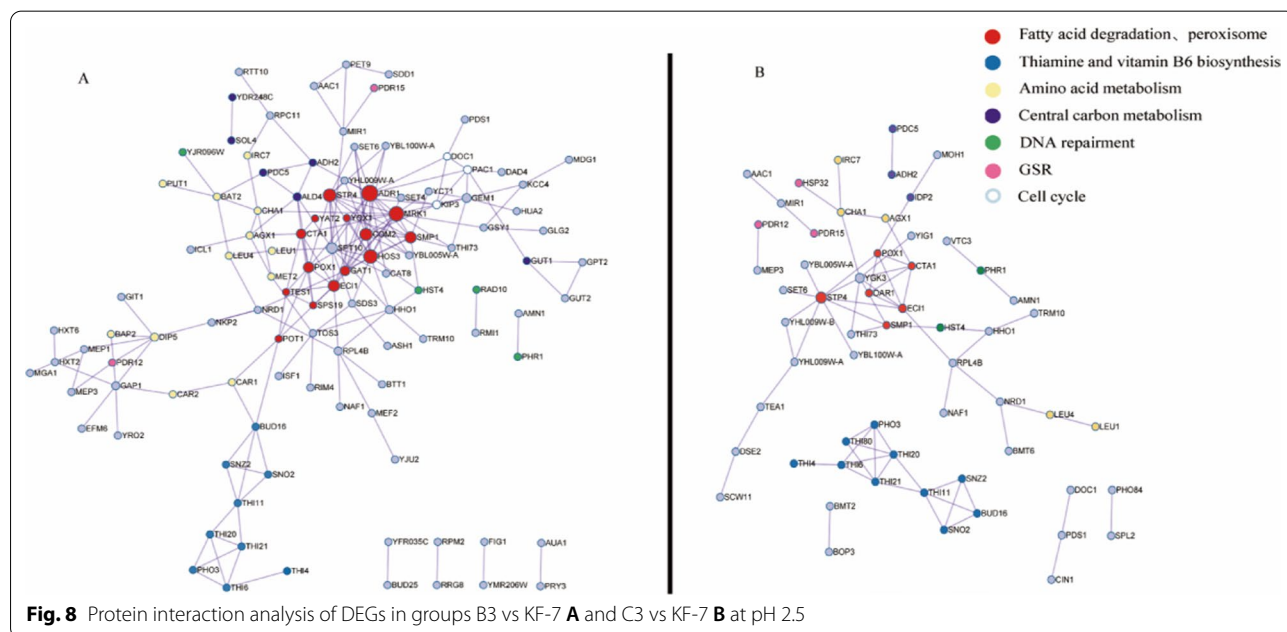 A
B
Fatty acid degradation、peroxisome
Thiamine and vitamin B6 biosynthesis
Amino acid metabolism
Central carbon metabolism
DNA repairment
GSR
Cell cycle
RTT10
YDR248C
RPC11
SOL4
PET9
SDD1
AAC1
PDR15
MIR1
PDS1
YJR096W
IRC7
SET6
YBL100W-A
DOC1
ADH2
PAC1
MDG1
PUT1
PDC5
YHL009W-A
DAD4
KCC4
BAT2
ALD4
STP4
ADR1
SET4
YCT1
GEM1
CHA1
KIP3
HUA2
YAT2
MRK1
GSY1
GLG2
AGX1
CTA1
COM2
SMP1
THI73
ICL1
LEU1
SPT10
YBL005W-A
LEU4
HOS3
GUT1
GPT2
MET2
POX1
GAT1
CAT8
GUT2
TES1
ECI1
HST4
RAD10
SPS19
SDS3
GIT1
NRD1
HHO1
AMN1
NKP2
TOS3
RMI1
HXT6
BAP2
DIP5
POT1
TRM10
MEP1
RPL4B
ASH1
PHR1
HXT2
PDR12
MGA1
GAP1
CAR1
ISF1
RIM4
BTT1
MEP3
CAR2
NAF1
EFM6
YRO2
BUD16
MEF2
SNZ2
SNO2
YJU2
THI11
THI20
THI21
PHO3
THI4
THI6
YFR035C
RPM2
FIG1
AUA1
BUD25
RRG8
YMR206W
PRY3
PDC5
IRC7
MOH1
AAC1
HSP32
ADH2
MIR1
CHA1
IDP2
PDR12
PDR15
AGX1
YIG1
VTC3
MEP3
YBL005W-A
POX1
CTA1
PHR1
YGK3
SET6
OAR1
STP4
ECI1
AMN1
YHL009W-B
SMP1
HST4
TRM10
THI73
HHO1
YHL009W-A
YBL100W-A
RPL4B
TEA1
NAF1
NRD1
LEU4
LEU1
PHO3
DSE2
THI80
THI20
BMT6
THI4
THI6
SCW11
THI21
SNZ2
THI11
BUD16
SNO2
BMT2
DOC1
PHO84
BOP3
PDS1
SPL2
CIN1
Fig. 8 Protein interaction analysis of DEGs in groups B3 vs KF-7 A and C3 vs KF-7 B at pH 2.5